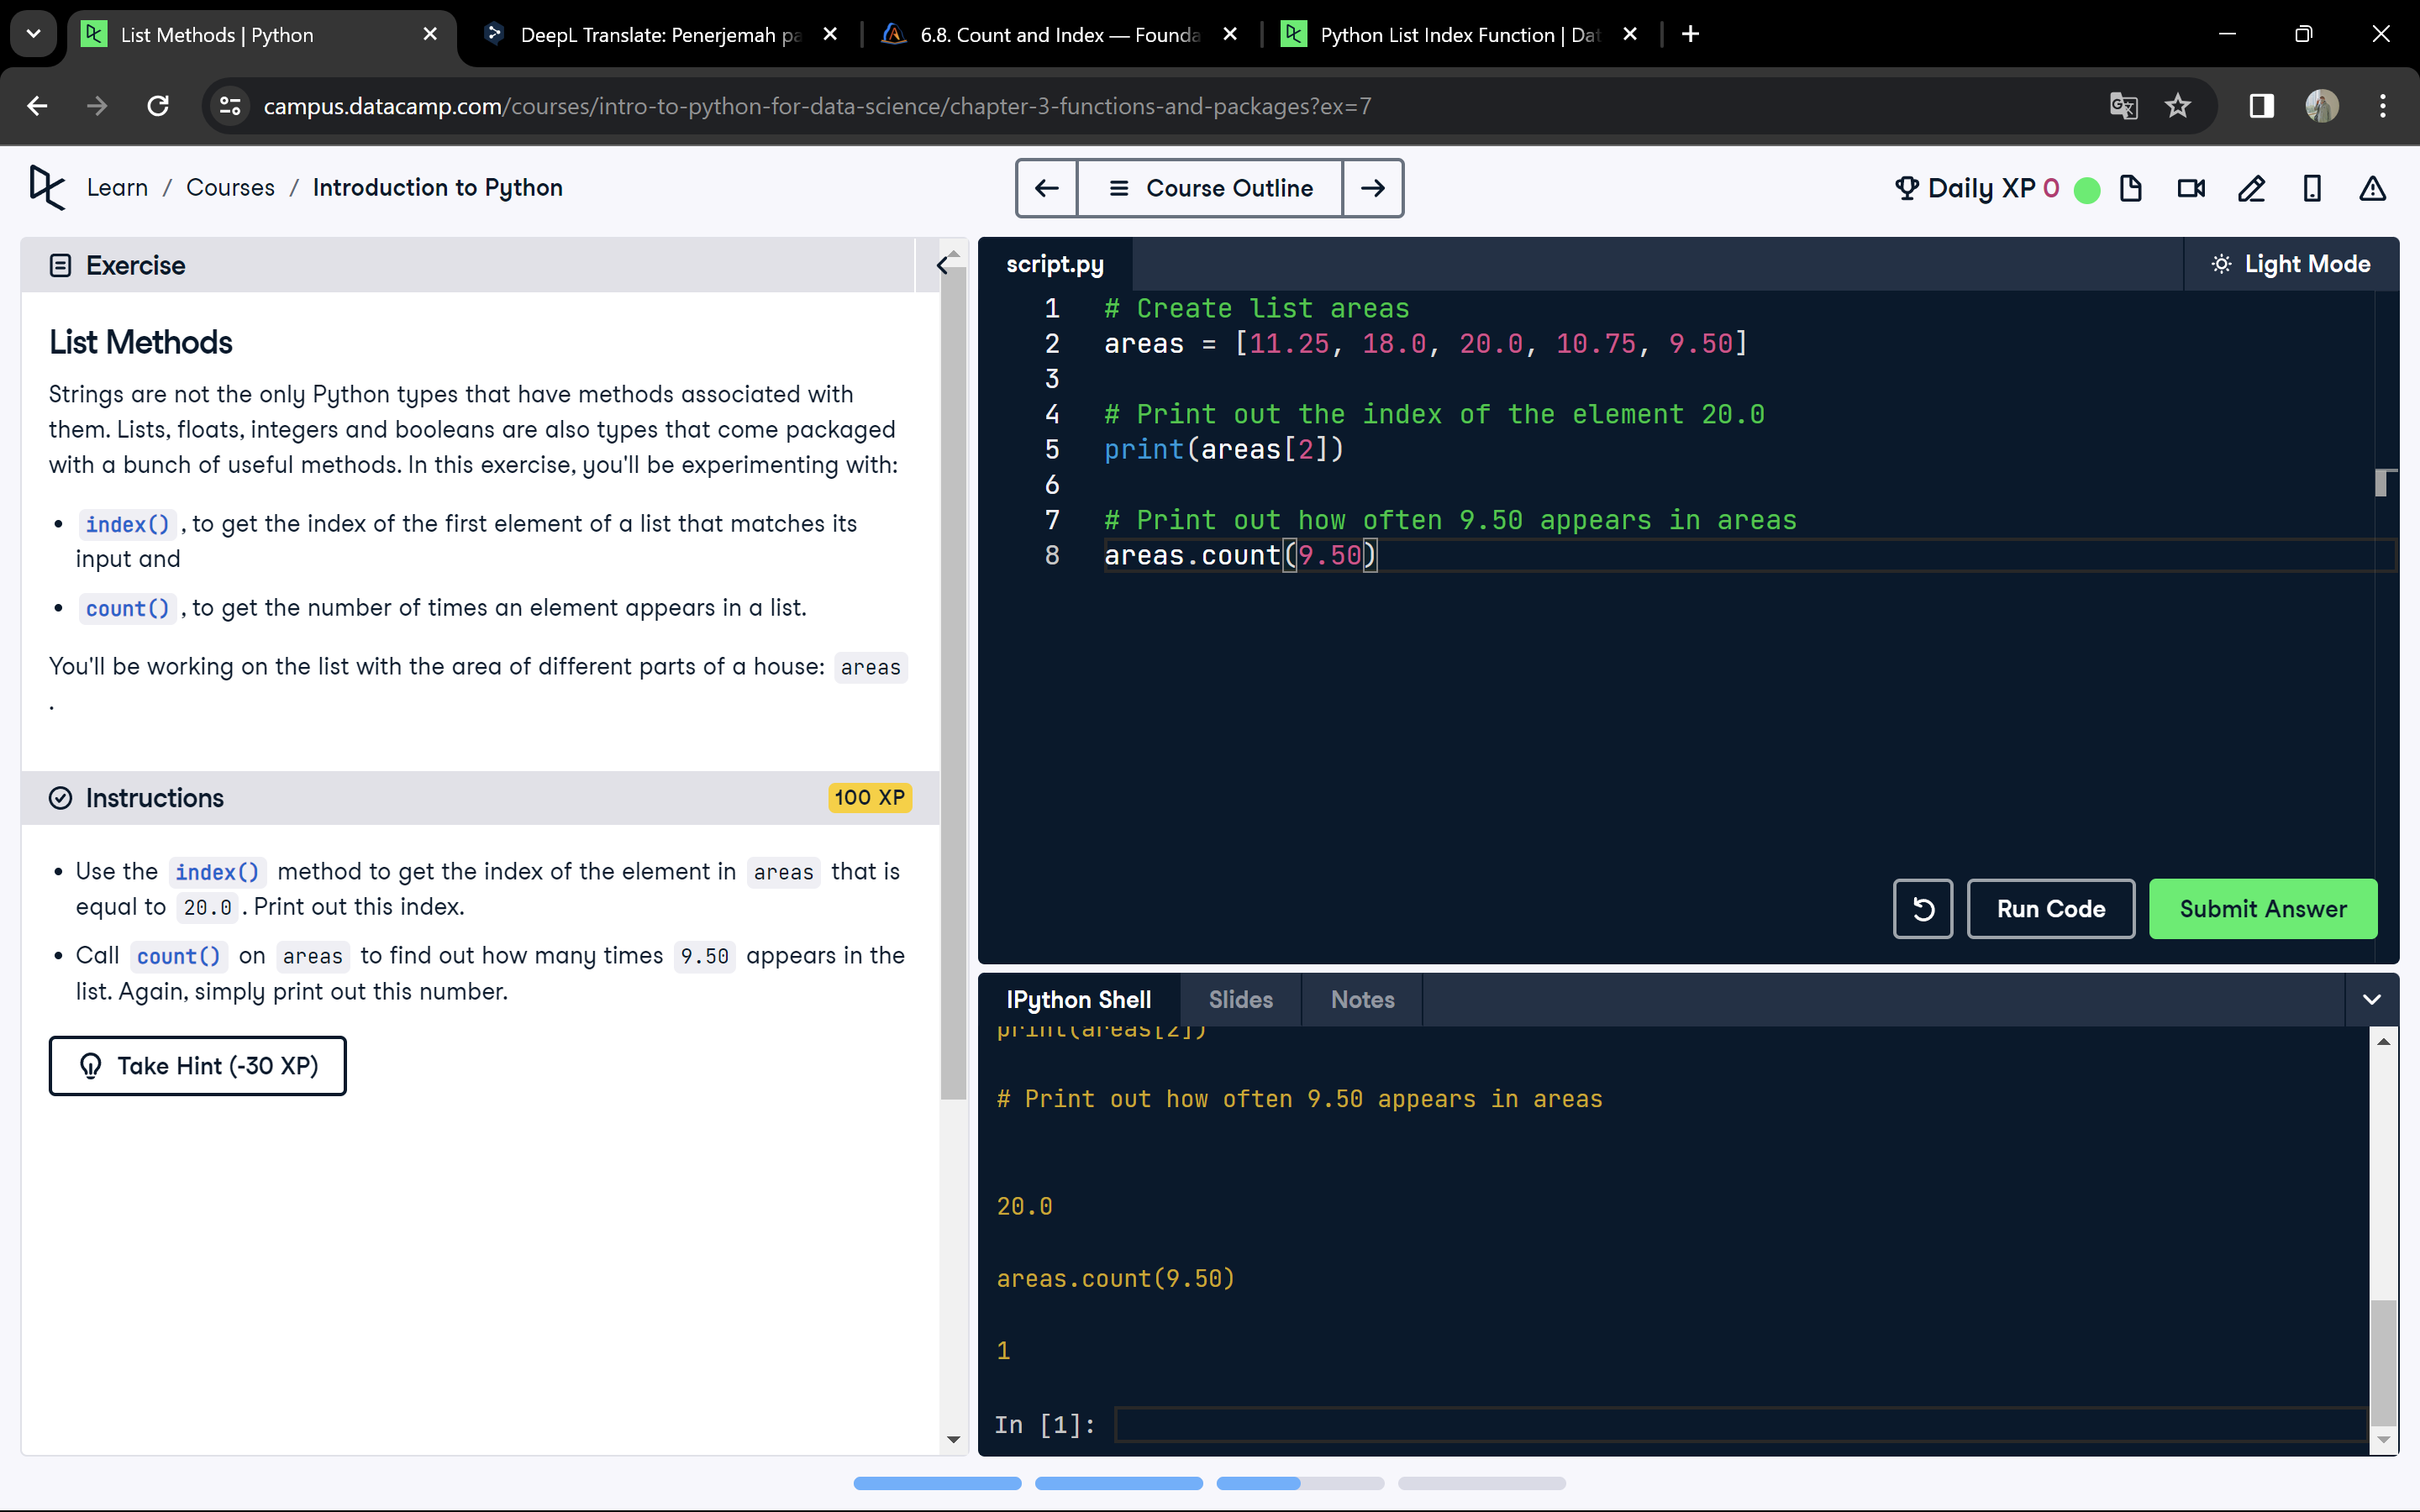 List Methods | Python
DeepL Translate: Penerjemah pa
6.8. Count and Index — Founda
Python List Index Function | Dat
campus.datacamp.com/courses/intro-to-python-for-data-science/chapter-3-functions-and-packages?ex=7
Learn / Courses / Introduction to Python
Course Outline
Daily XP 0
Exercise
List Methods
Strings are not the only Python types that have methods associated with
them. Lists, floats, integers and booleans are also types that come packaged
with a bunch of useful methods. In this exercise, you'll be experimenting with:
• index() , to get the index of the first element of a list that matches its
input and
• count() , to get the number of times an element appears in a list.
You'll be working on the list with the area of different parts of a house: areas
.
Instructions
100 XP
• Use the index() method to get the index of the element in areas that is
equal to 20.0 . Print out this index.
• Call count() on areas to find out how many times 9.50 appears in the
list. Again, simply print out this number.
Take Hint (-30 XP)
script.py
Light Mode
1 # Create list areas
2 areas = [11.25, 18.0, 20.0, 10.75, 9.50]
3
4 # Print out the index of the element 20.0
5 print(areas[2])
6
7 # Print out how often 9.50 appears in areas
8 areas.count(9.50)
Run Code
Submit Answer
IPython Shell
Slides
Notes
print(areas[2])
# Print out how often 9.50 appears in areas
20.0
areas.count(9.50)
1
In [1]: